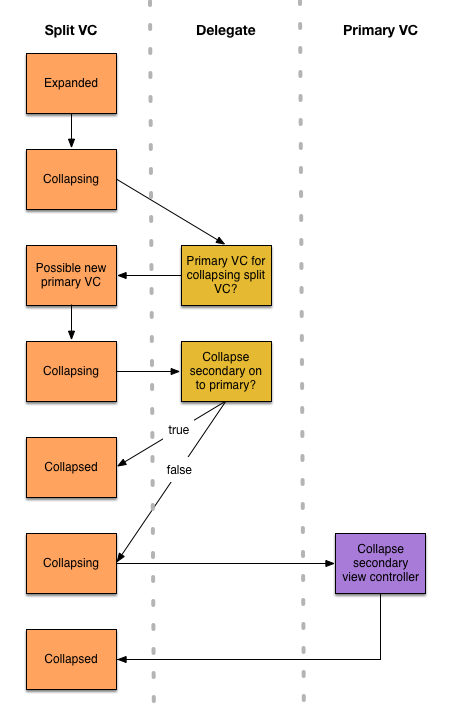 Split VC
Delegate
Primary VC
Expanded
Collapsing
Possible new
primary VC
Primary VC for
collapsing split
VC?
Collapsing
Collapse
secondary on
to primary?
true
Collapsed
false
Collapsing
Collapse
secondary
view controller
Collapsed